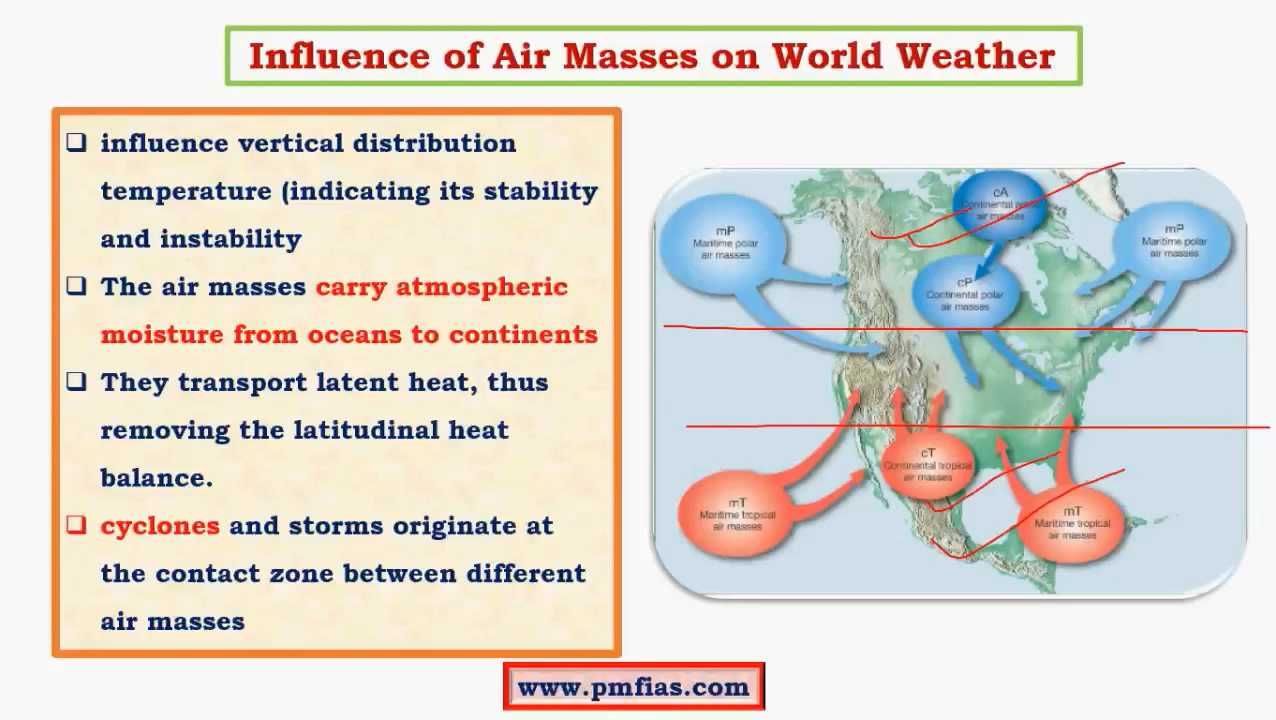 Influence of Air Masses on World Weather
❑ influence vertical distribution
temperature (indicating its stability
and instability
❑ The air masses carry atmospheric
moisture from oceans to continents
❑ They transport latent heat, thus
removing the latitudinal heat
balance.
❑ cyclones and storms originate at
the contact zone between different
air masses
cA
Continental polar
air masses
mP
Maritime polar
air masses
mP
Maritime polar
air masses
cP
Continental polar
air masses
cT
Continental tropical
air masses
mT
Maritime tropical
air masses
mT
Maritime tropical
air masses
www.pmfias.com